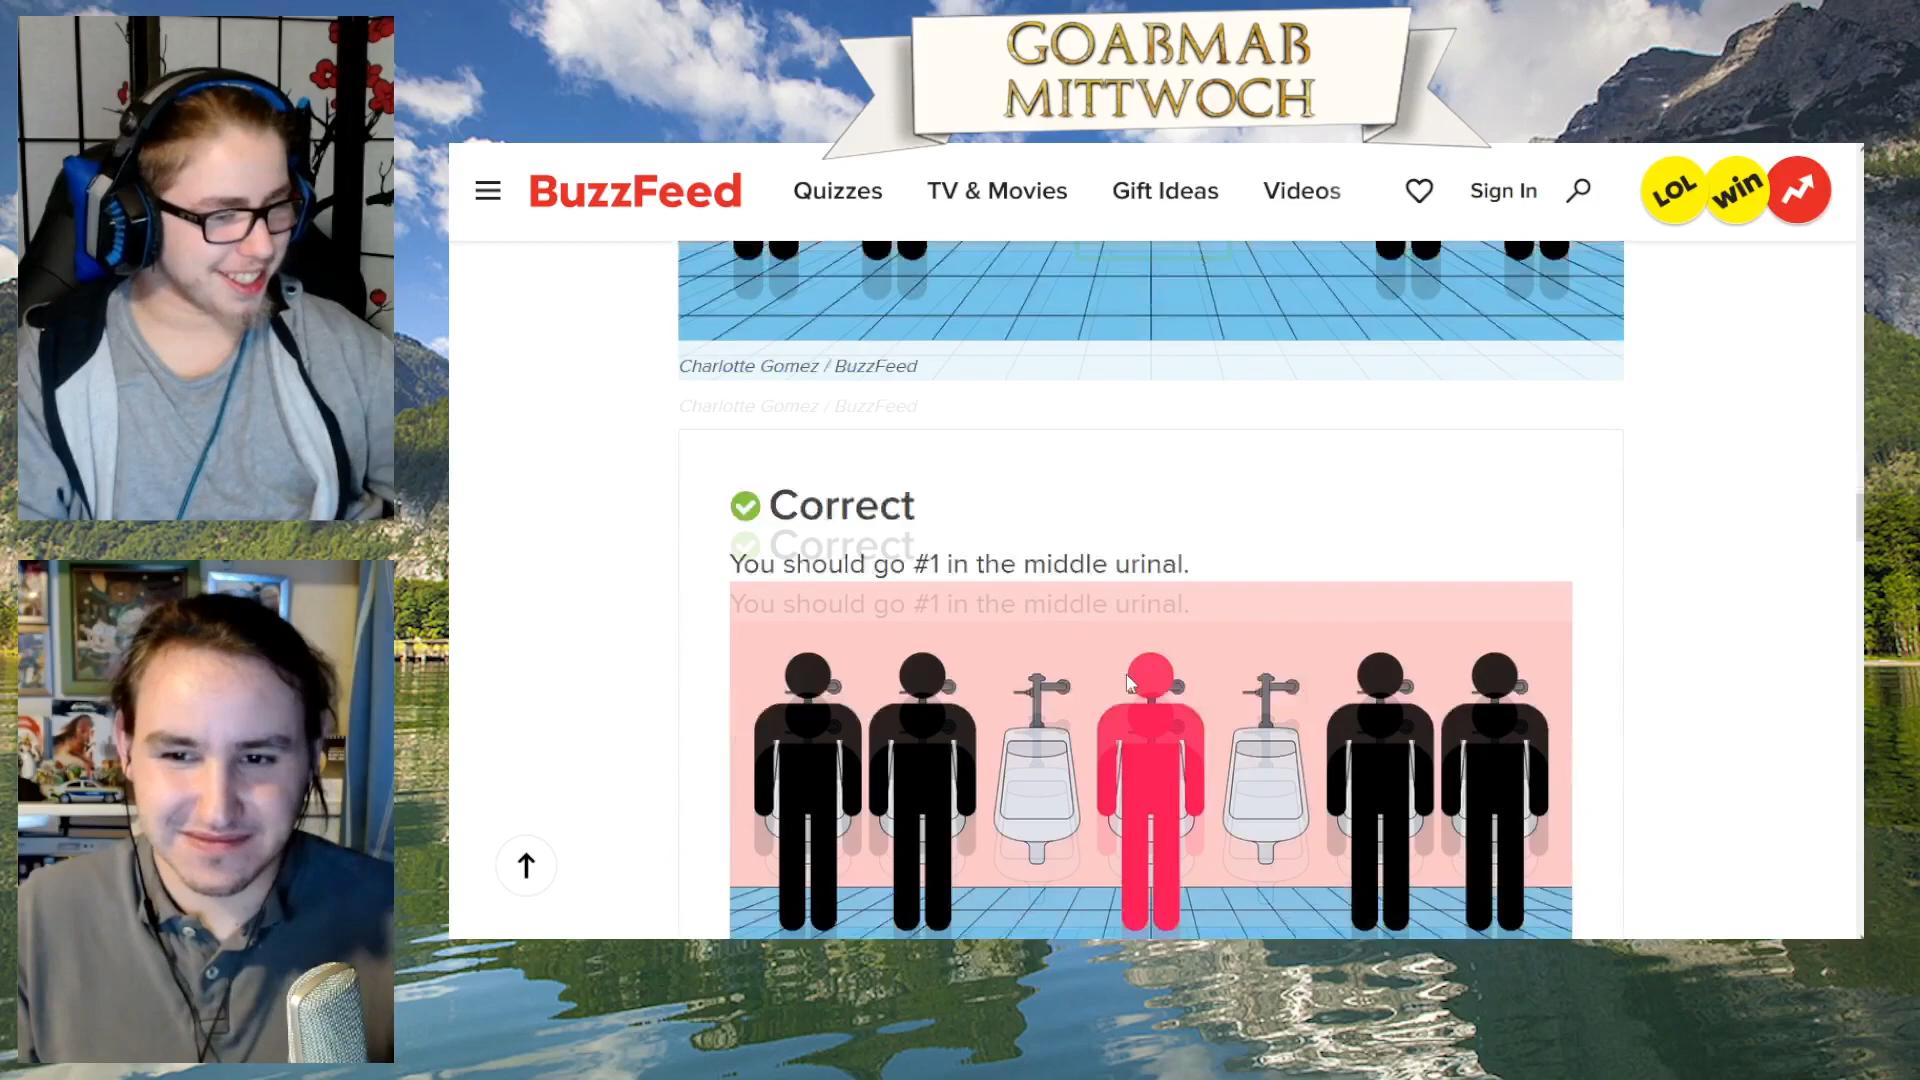 GOABMAB
MITTWOCH
BuzzFeed
Quizzes
TV & Movies
Gift Ideas
Videos
Sign In
LOL
win
Charlotte Gomez / BuzzFeed
Charlotte Gomez / BuzzFeed
Correct
Correct
You should go #1 in the middle urinal.
You should go #1 in the middle urinal.